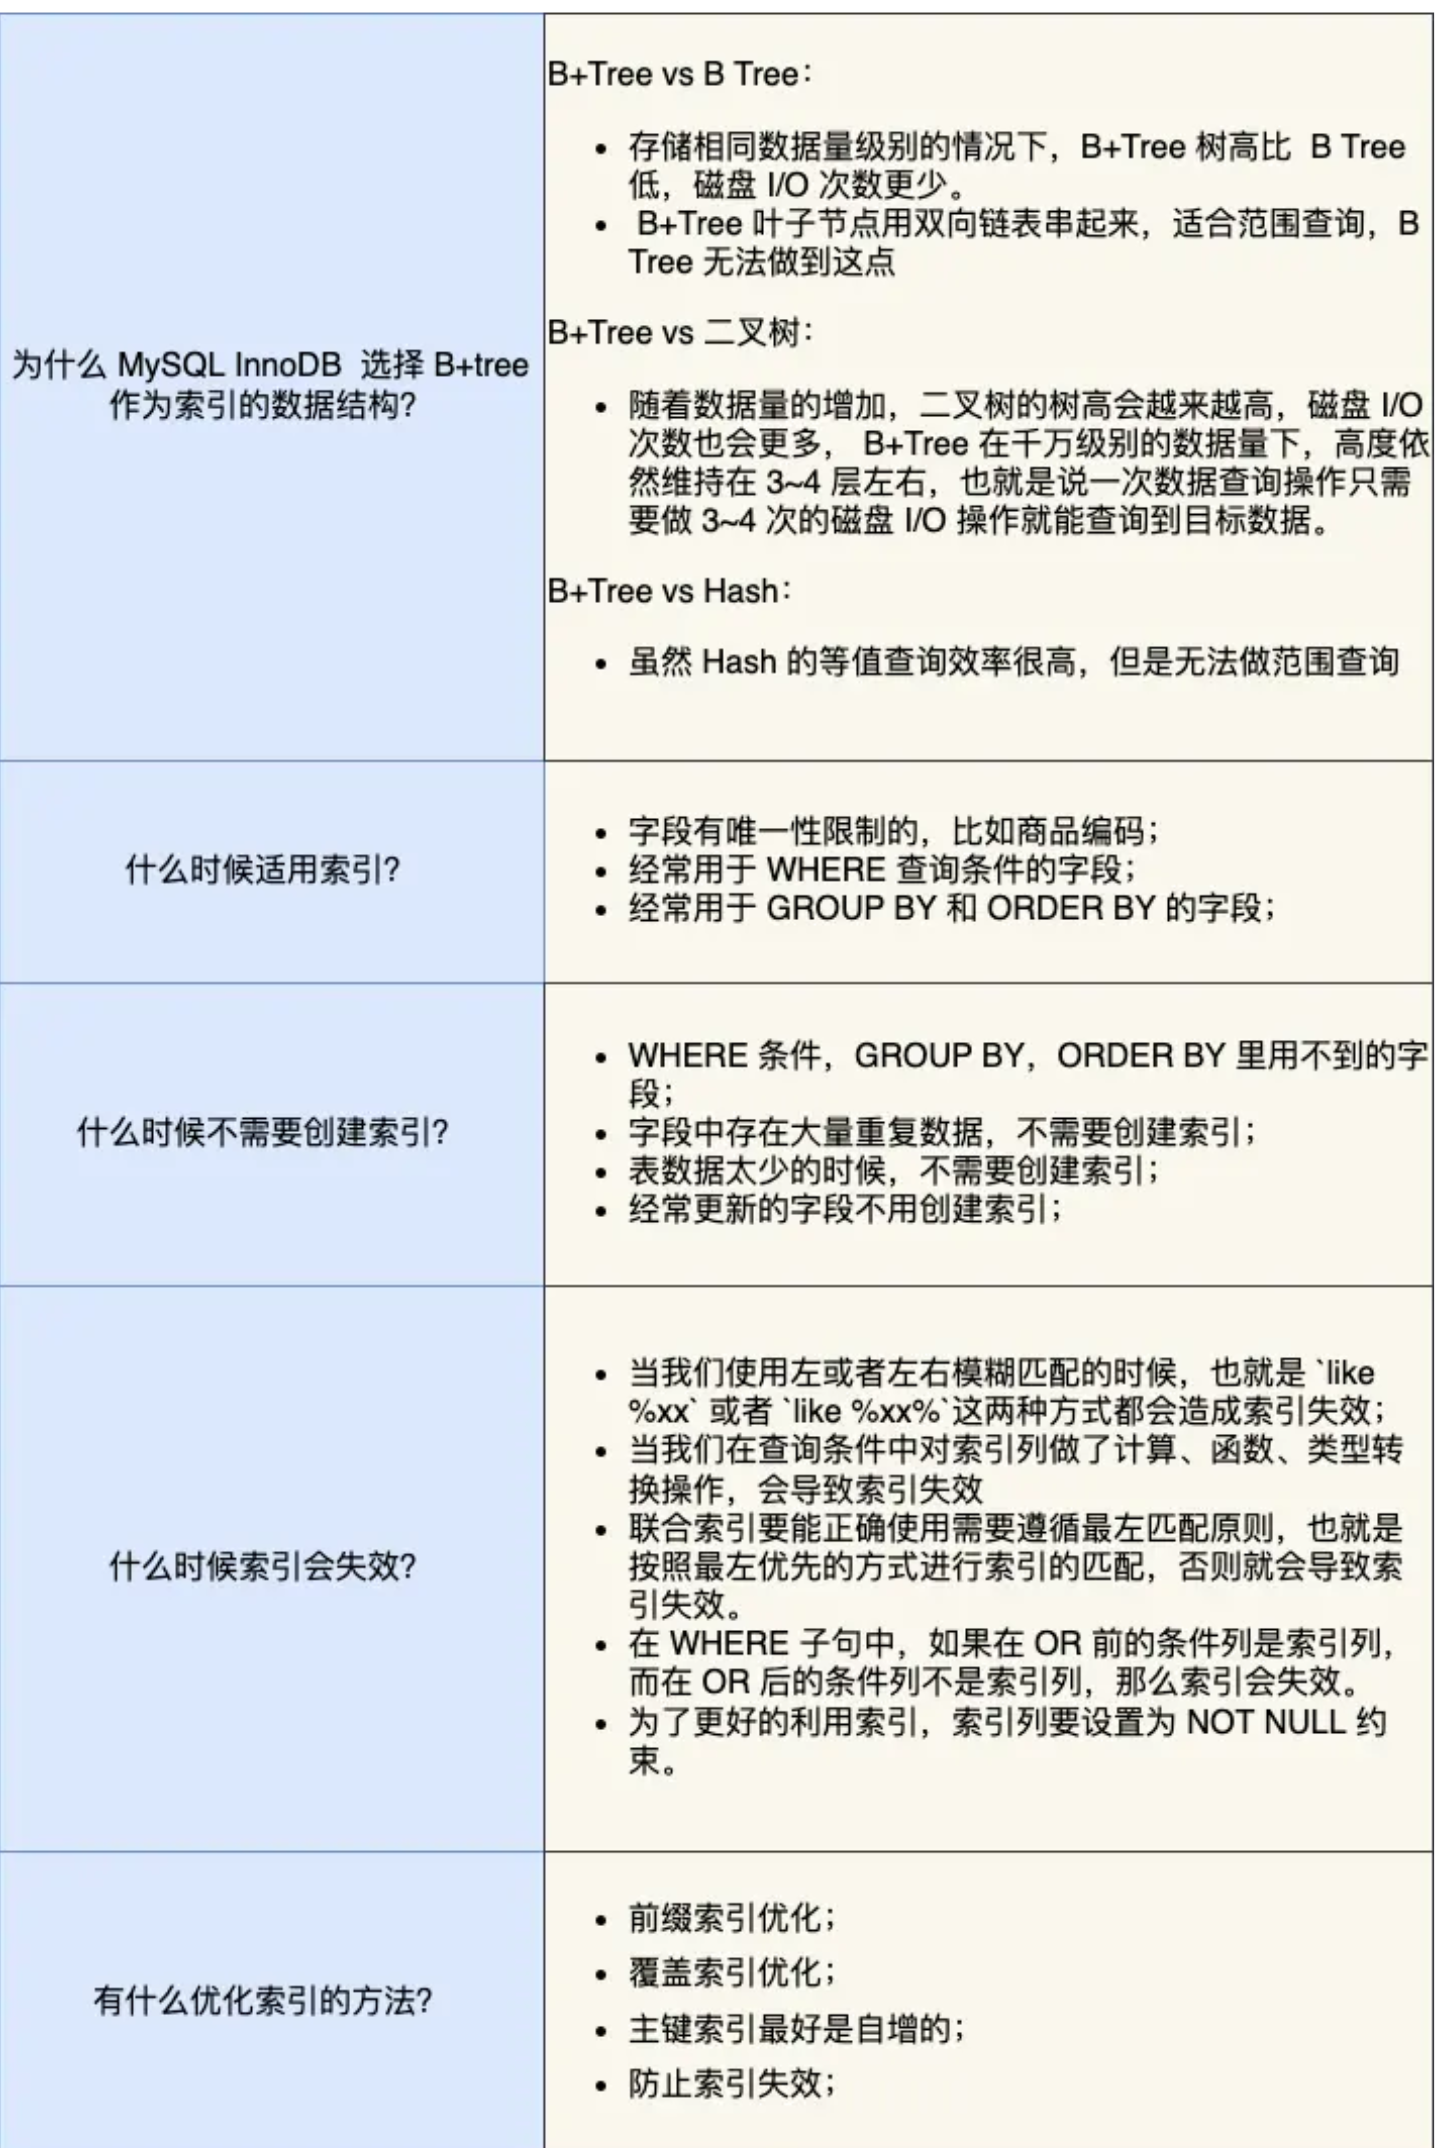 为什么 MySQL InnoDB 选择 B+tree
作为索引的数据结构？
B+Tree vs B Tree：
• 存储相同数据量级别的情况下，B+Tree 树高比 B Tree
低，磁盘 I/O 次数更少。
• B+Tree 叶子节点用双向链表串起来，适合范围查询，B
Tree 无法做到这点
B+Tree vs 二叉树：
• 随着数据量的增加，二叉树的树高会越来越高，磁盘 I/O
次数也会更多， B+Tree 在千万级别的数据量下，高度依
然维持在 3~4 层左右，也就是说一次数据查询操作只需
要做 3~4 次的磁盘 I/O 操作就能查询到目标数据。
B+Tree vs Hash：
• 虽然 Hash 的等值查询效率很高，但是无法做范围查询
什么时候适用索引？
• 字段有唯一性限制的，比如商品编码；
• 经常用于 WHERE 查询条件的字段；
• 经常用于 GROUP BY 和 ORDER BY 的字段；
什么时候不需要创建索引？
• WHERE 条件，GROUP BY，ORDER BY 里用不到的字
段；
• 字段中存在大量重复数据，不需要创建索引；
• 表数据太少的时候，不需要创建索引；
• 经常更新的字段不用创建索引；
什么时候索引会失效？
• 当我们使用左或者左右模糊匹配的时候，也就是 `like
%xx` 或者 `like %xx%`这两种方式都会造成索引失效；
• 当我们在查询条件中对索引列做了计算、函数、类型转
换操作，会导致索引失效
• 联合索引要能正确使用需要遵循最左匹配原则，也就是
按照最左优先的方式进行索引的匹配，否则就会导致索
引失效。
• 在 WHERE 子句中，如果在 OR 前的条件列是索引列，
而在 OR 后的条件列不是索引列，那么索引会失效。
• 为了更好的利用索引，索引列要设置为 NOT NULL 约
束。
有什么优化索引的方法？
• 前缀索引优化；
• 覆盖索引优化；
• 主键索引最好是自增的；
• 防止索引失效；